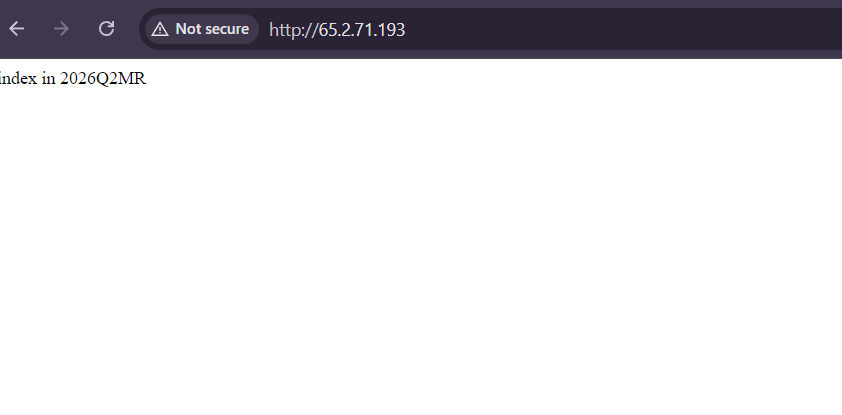 Not secure http://65.2.71.193
index in 2026Q2MR